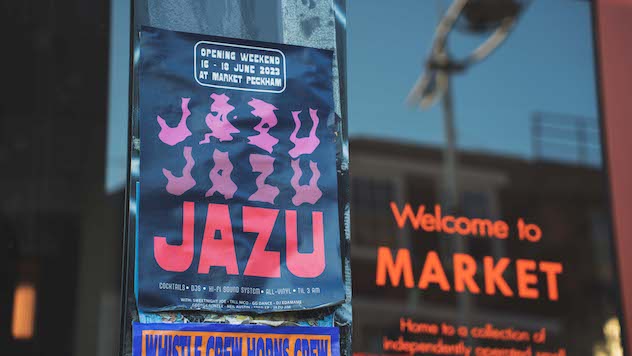 OPENING WEEKEND
16 - 18 JUNE 2023
AT MARKET PECKHAM
JAZU
JAZU
JAZU
COCKTAILS • DJS • HI-FI SOUND SYSTEM • ALL-VINYL • TIL 3 AM
WHISTLE CREW HORNS CREW
Welcome to
MARKET
Home to a collection of
independently operated